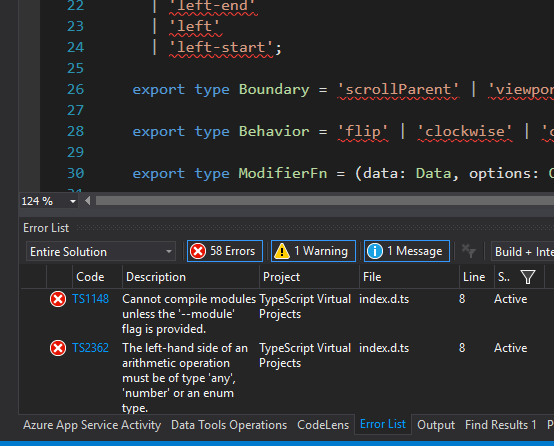 22 | 'left-end'
23 | 'left'
24 | 'left-start';
25
26 export type Boundary = 'scrollParent' | 'viewpor
27
28 export type Behavior = 'flip' | 'clockwise' | 'c
29
30 export type ModifierFn = (data: Data, options: O
31
124 %
Error List
Entire Solution 58 Errors 1 Warning 1 Message Build + Inte
Code Description Project File Line S..
TS1148 Cannot compile modules TypeScript Virtual index.d.ts 8 Active
unless the '--module' Projects
flag is provided.
TS2362 The left-hand side of an TypeScript Virtual index.d.ts 8 Active
arithmetic operation Projects
must be of type 'any',
'number' or an enum
type.
Azure App Service Activity Data Tools Operations CodeLens Error List Output Find Results 1 P